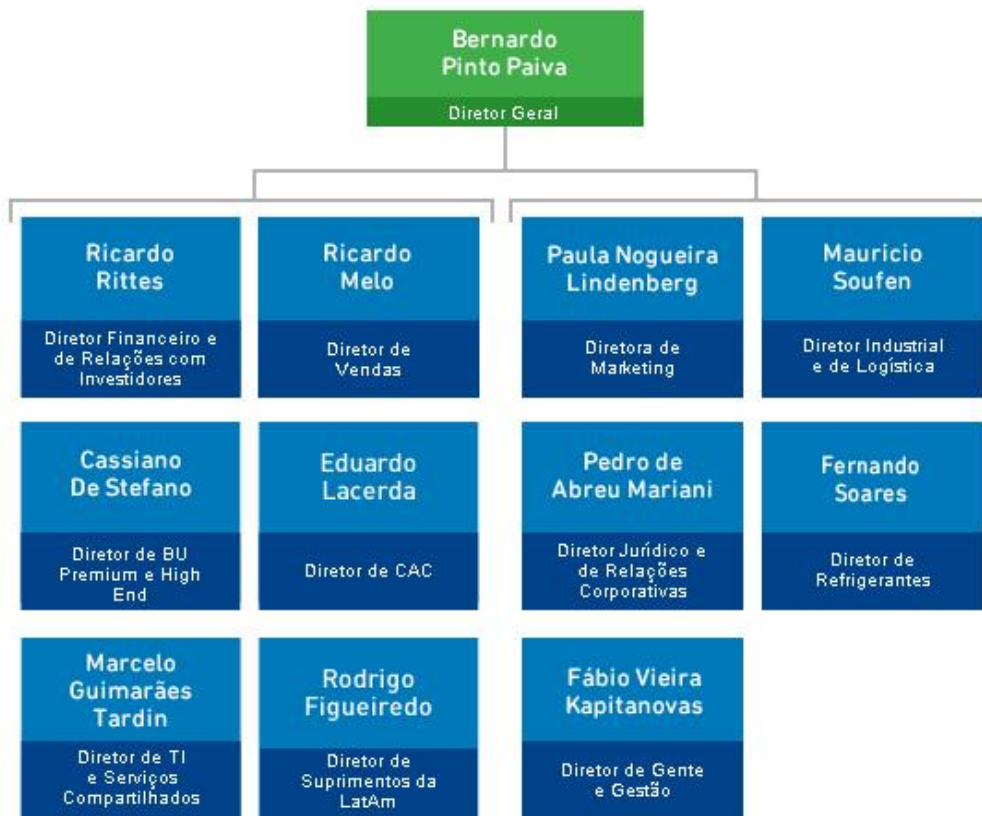 Bernardo
Pinto Paiva
Diretor Geral
Ricardo
Rittes
Diretor Financeiro e
de Relações com
Investidores
Ricardo
Melo
Diretor de
Vendas
Paula Nogueira
Lindenberg
Diretora de
Marketing
Mauricio
Soufen
Diretor Industrial
e de Logística
Cassiano
De Stefano
Diretor de BU
Premium e High
End
Eduardo
Lacerda
Diretor de CAC
Pedro de
Abreu Mariani
Diretor Jurídico e
de Relações
Corporativas
Fernando
Soares
Diretor de
Refrigerantes
Marcelo
Guimarães
Tardin
Diretor de TI
e Serviços
Compartilhados
Rodrigo
Figueiredo
Diretor de
Suprimentos da
LatAm
Fábio Vieira
Kapitanovas
Diretor de Gente
e Gestão